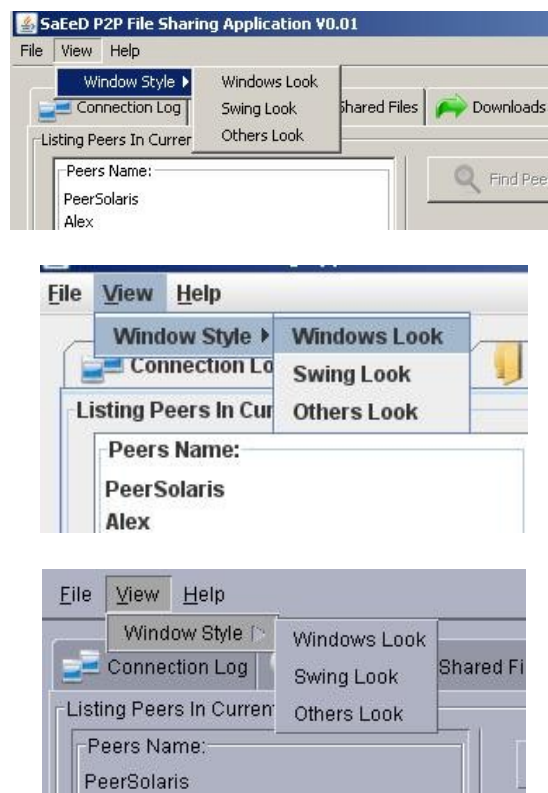 SaEeD P2P File Sharing Application V0.01
File View Help
Window Style Windows Look
Connection Log Swing Look Shared Files Downloads
Others Look
Listing Peers In Curren
Peers Name:
Find Pee
PeerSolaris
Alex
File View Help
Window Style Windows Look
Connection Lo Swing Look
Listing Peers In Cur Others Look
Peers Name:
PeerSolaris
Alex
File View Help
Window Style Windows Look
Connection Log Swing Look Shared Fi
Listing Peers In Current Others Look
Peers Name:
PeerSolaris